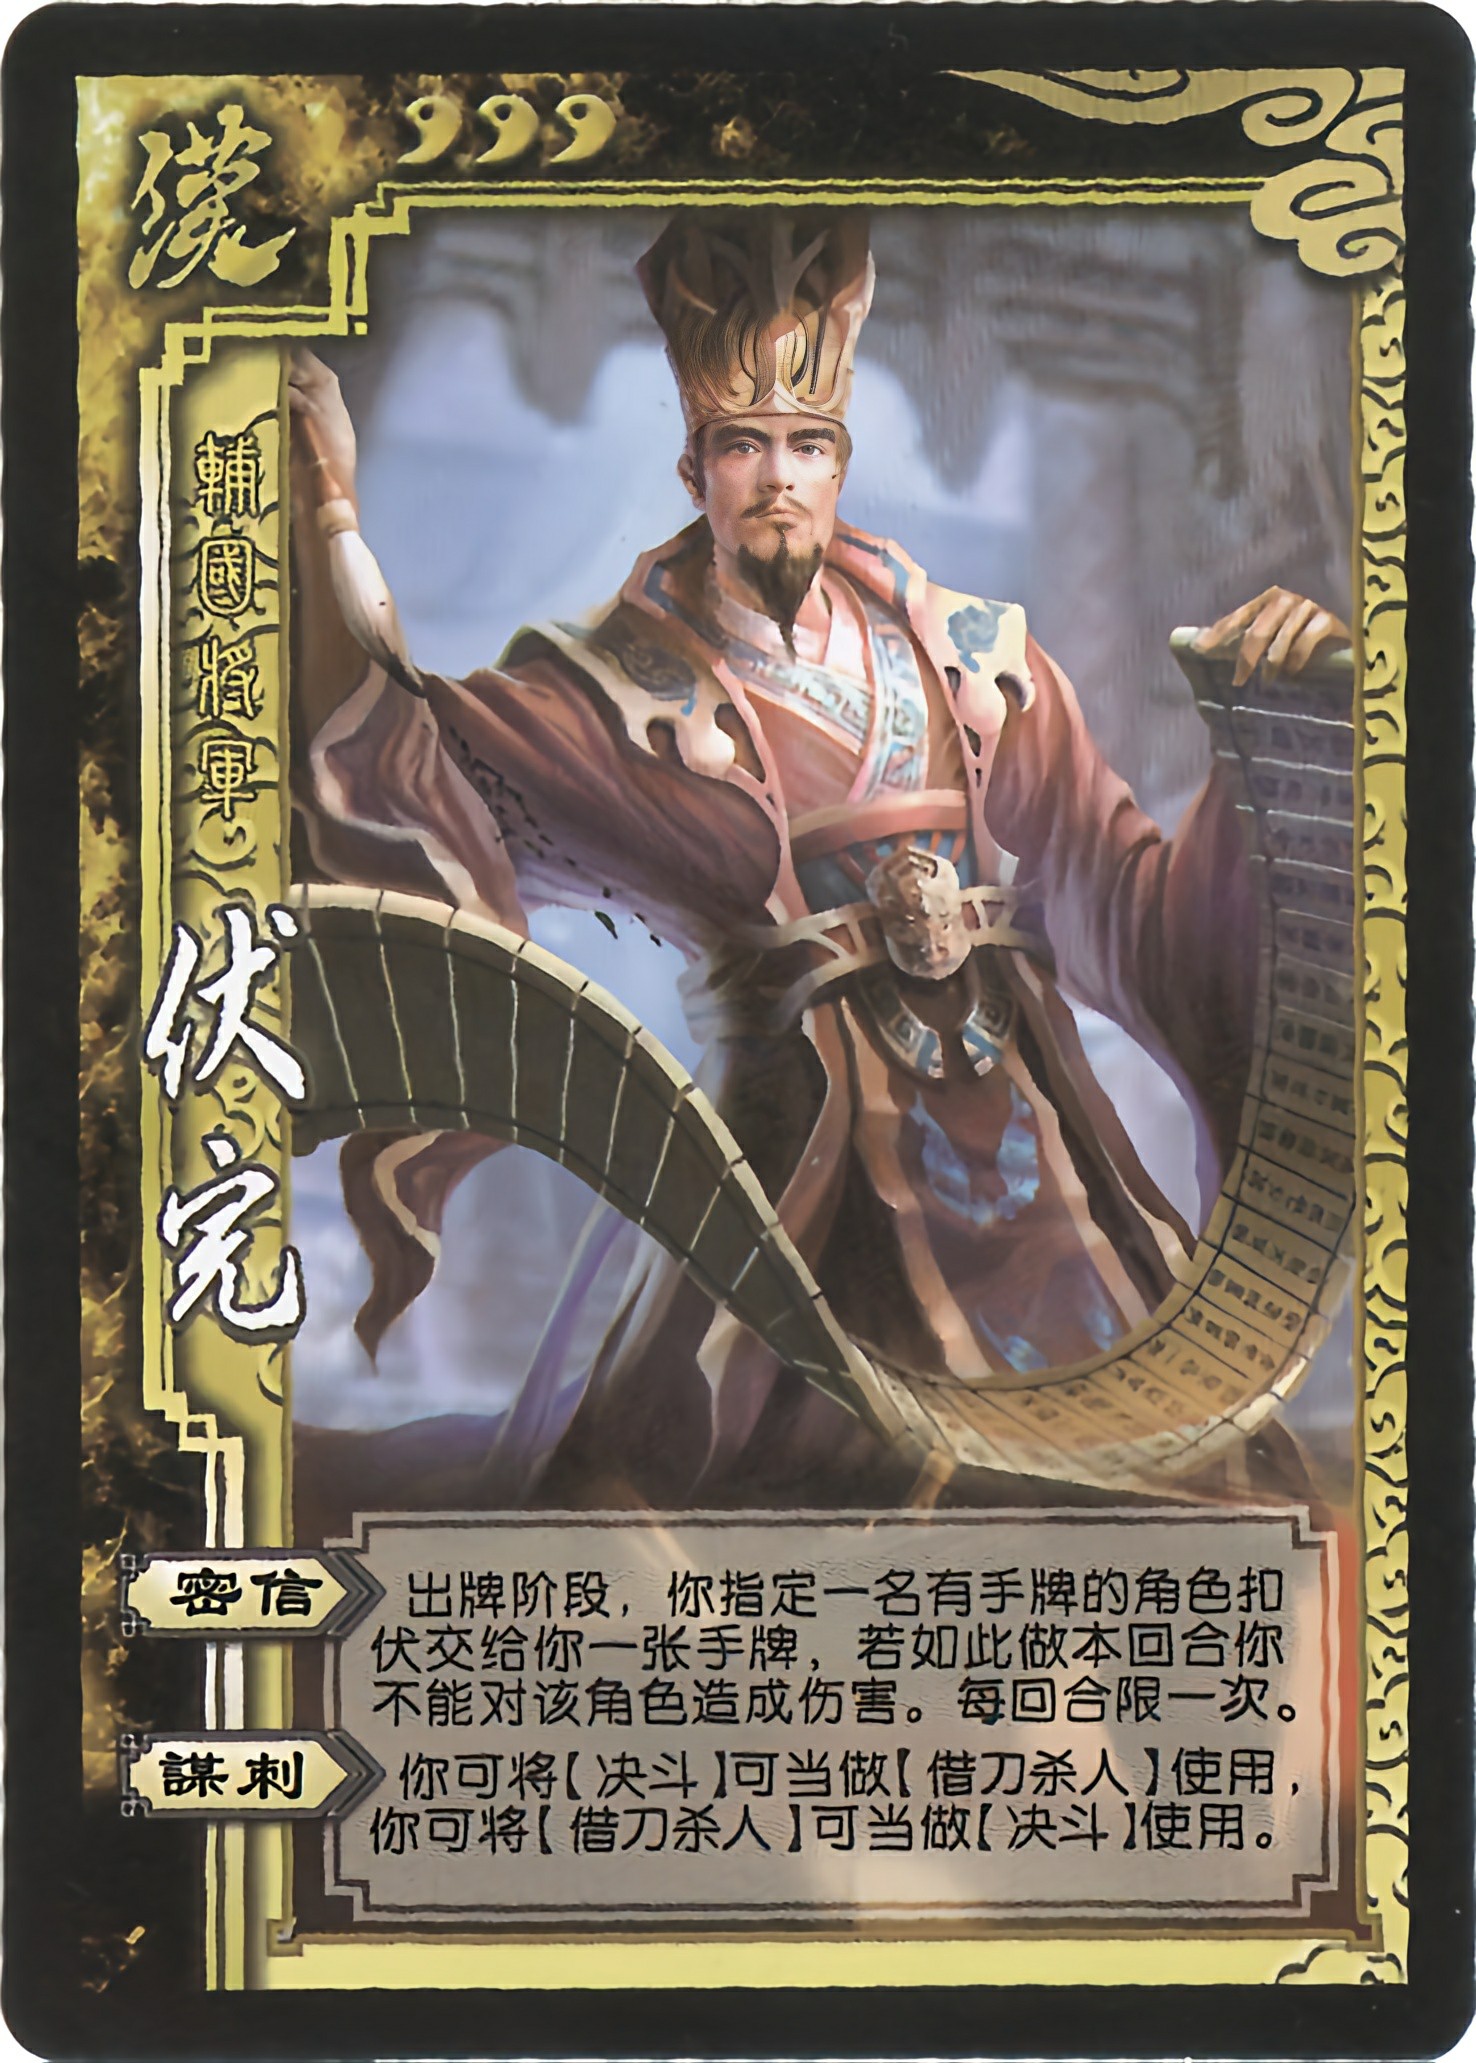 漢
輔國将軍
伏完
密信
出牌阶段，你指定一名有手牌的角色扣
伏交给你一张手牌，若如此做本回合你
不能对该角色造成伤害。每回合限一次。
謀刺
你可将【决斗】可当做【借刀杀人】使用，
你可将【借刀杀人】可当做【决斗】使用。